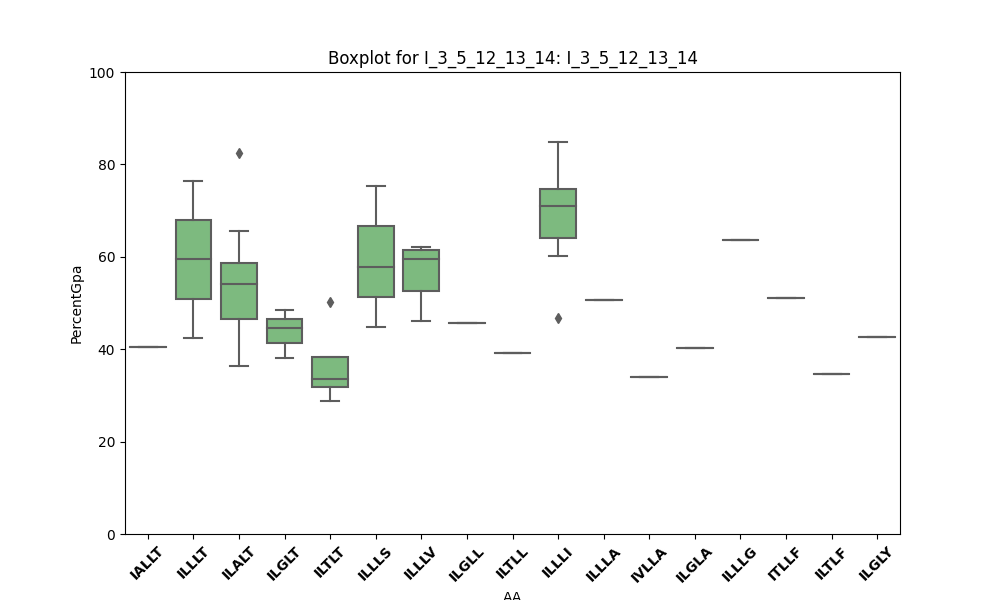 Boxplot for I_3_5_12_13_14: I_3_5_12_13_14
100
80
60
40
20
0
PercentGpa
IALLT ILLLT ILALT ILGLT ILTLT ILLLS ILLLV ILGLL ILTLL ILLLI ILLLA IVLLA ILGLA ILLLG ITLLF ILTLF ILGLY
AA